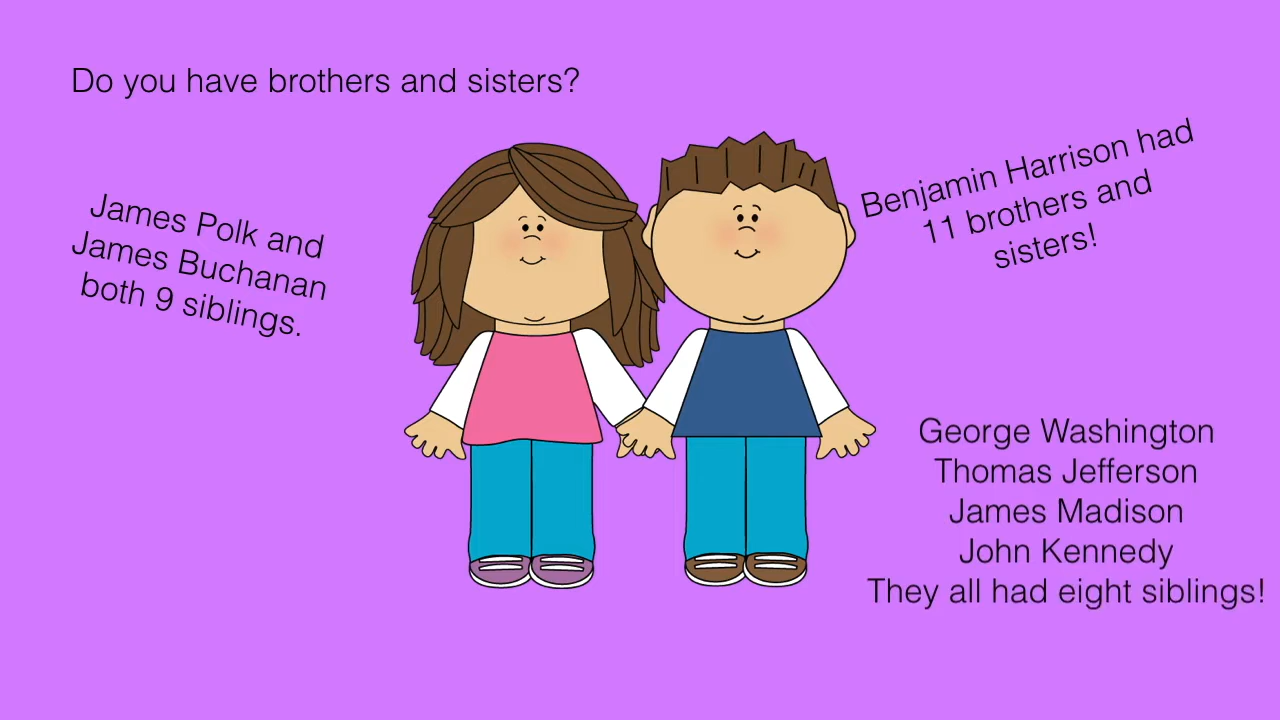 Do you have brothers and sisters?
James Polk and
James Buchanan
both 9 siblings.
Benjamin Harrison had
11 brothers and
sisters!
George Washington
Thomas Jefferson
James Madison
John Kennedy
They all had eight siblings!